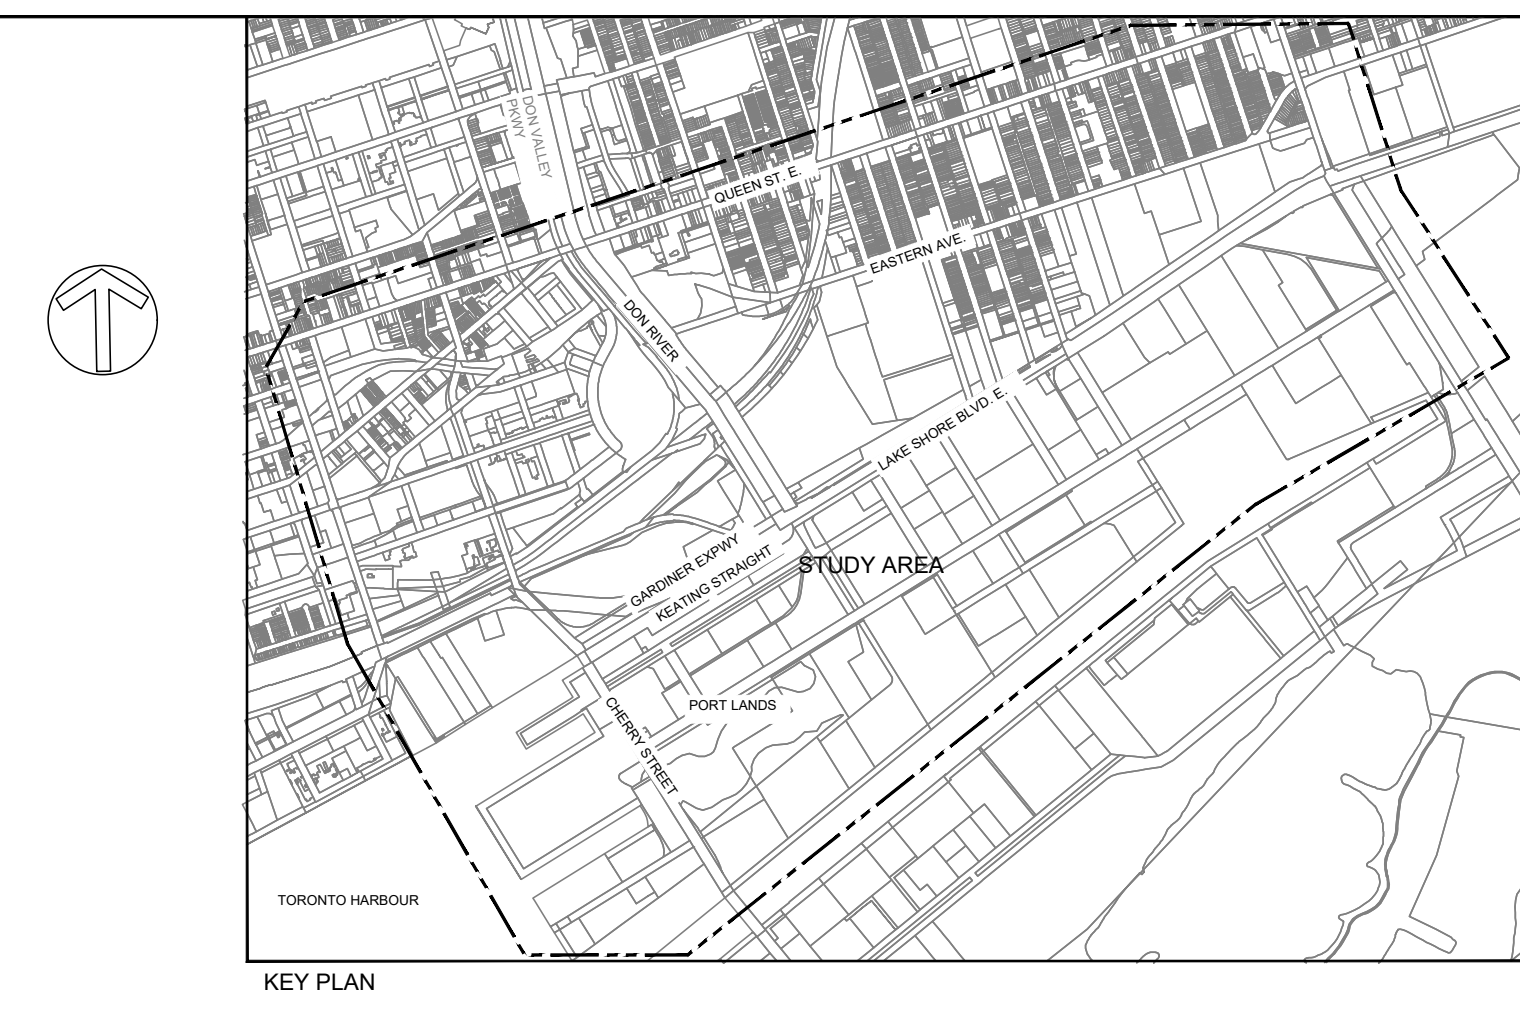 DON VALLEY
PKWY
QUEEN ST. E.
EASTERN AVE.
DON RIVER
LAKE SHORE BLVD. E.
GARDINER EXPWY
KEATING STRAIGHT
STUDY AREA
PORT LANDS
CHERRY STREET
TORONTO HARBOUR
KEY PLAN